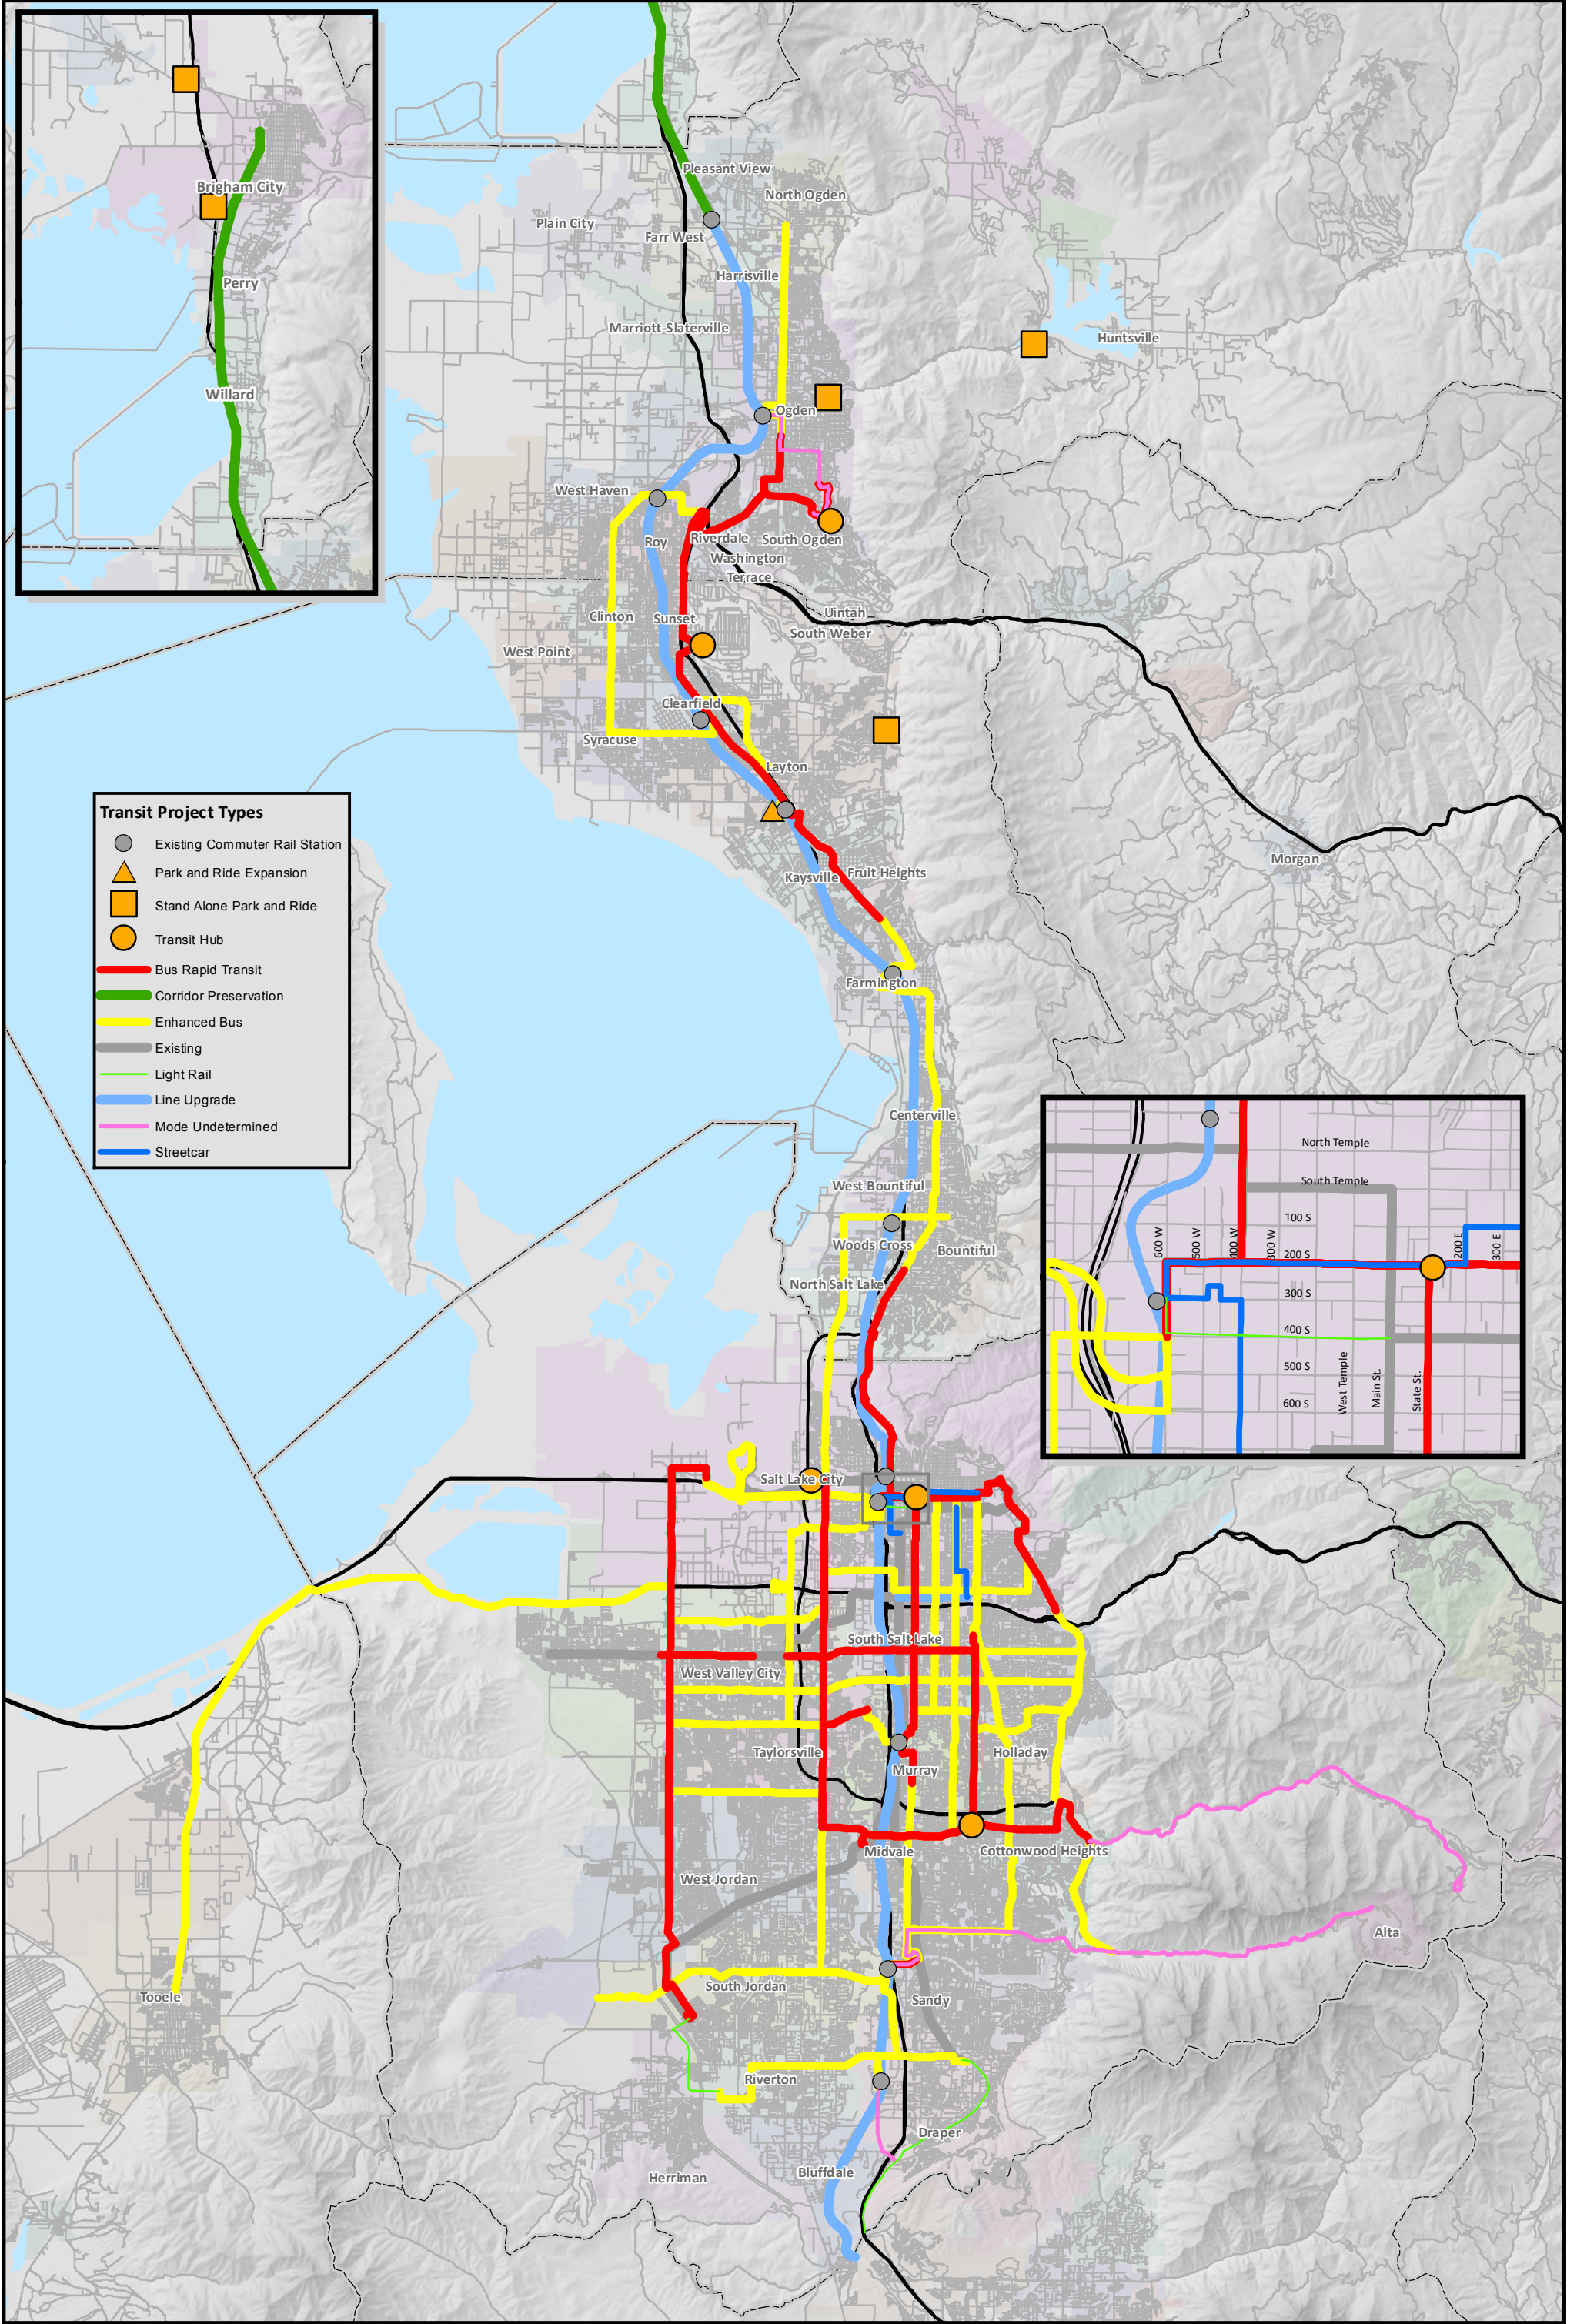 Brigham City
Perry
Willard
Pleasant View
North Ogden
Plain City
Farr West
Harrisville
Marriott-Slaterville
Huntsville
Ogden
West Haven
Roy
Riverdale
South Ogden
Washington
Terrace
Clinton
Sunset
Uintah
South Weber
West Point
Clearfield
Syracuse
Layton
Kaysville
Fruit Heights
Morgan
Farmington
Transit Project Types
Existing Commuter Rail Station
Park and Ride Expansion
Stand Alone Park and Ride
Transit Hub
Bus Rapid Transit
Corridor Preservation
Enhanced Bus
Existing
Light Rail
Line Upgrade
Mode Undetermined
Streetcar
Centerville
West Bountiful
Woods Cross
Bountiful
North Salt Lake
North Temple
South Temple
100 S
600 W
500 W
400 W
300 W
200 S
200 E
300 E
300 S
400 S
500 S
600 S
West Temple
Main St.
State St.
Salt Lake City
South Salt Lake
West Valley City
Taylorsville
Holladay
Murray
Midvale
Cottonwood Heights
West Jordan
Alta
South Jordan
Tooele
Sandy
Riverton
Draper
Herriman
Bluffdale